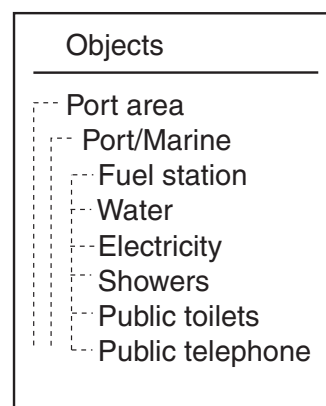 Objects
Port area
Port/Marine
Fuel station
Water
Electricity
Showers
Public toilets
Public telephone